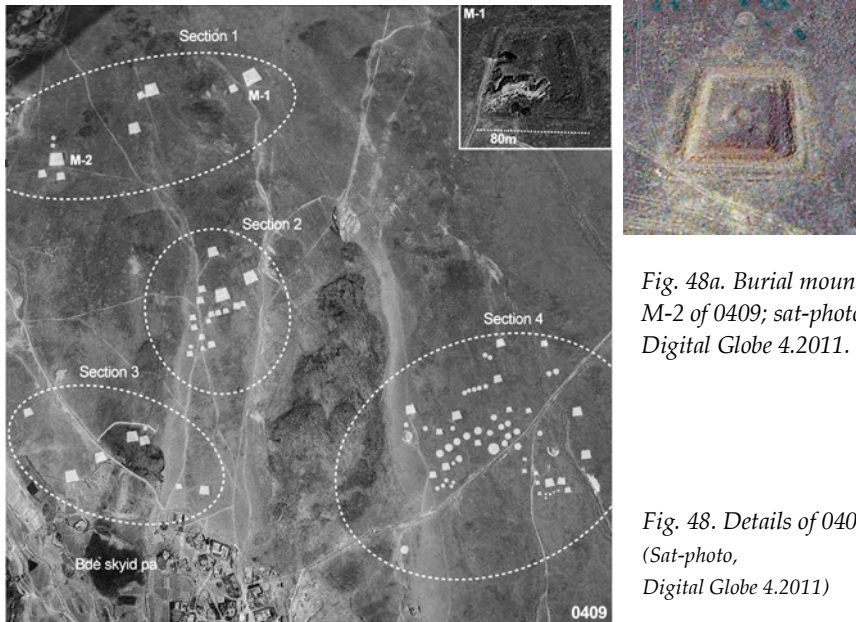 Section 1
M-1
M-2
M-1
80m
Section 2
Section 3
Section 4
Bde skyid pa
0409
Fig. 48a. Burial moun
M-2 of 0409; sat-photo
Digital Globe 4.2011.
Fig. 48. Details of 040
(Sat-photo,
Digital Globe 4.2011)